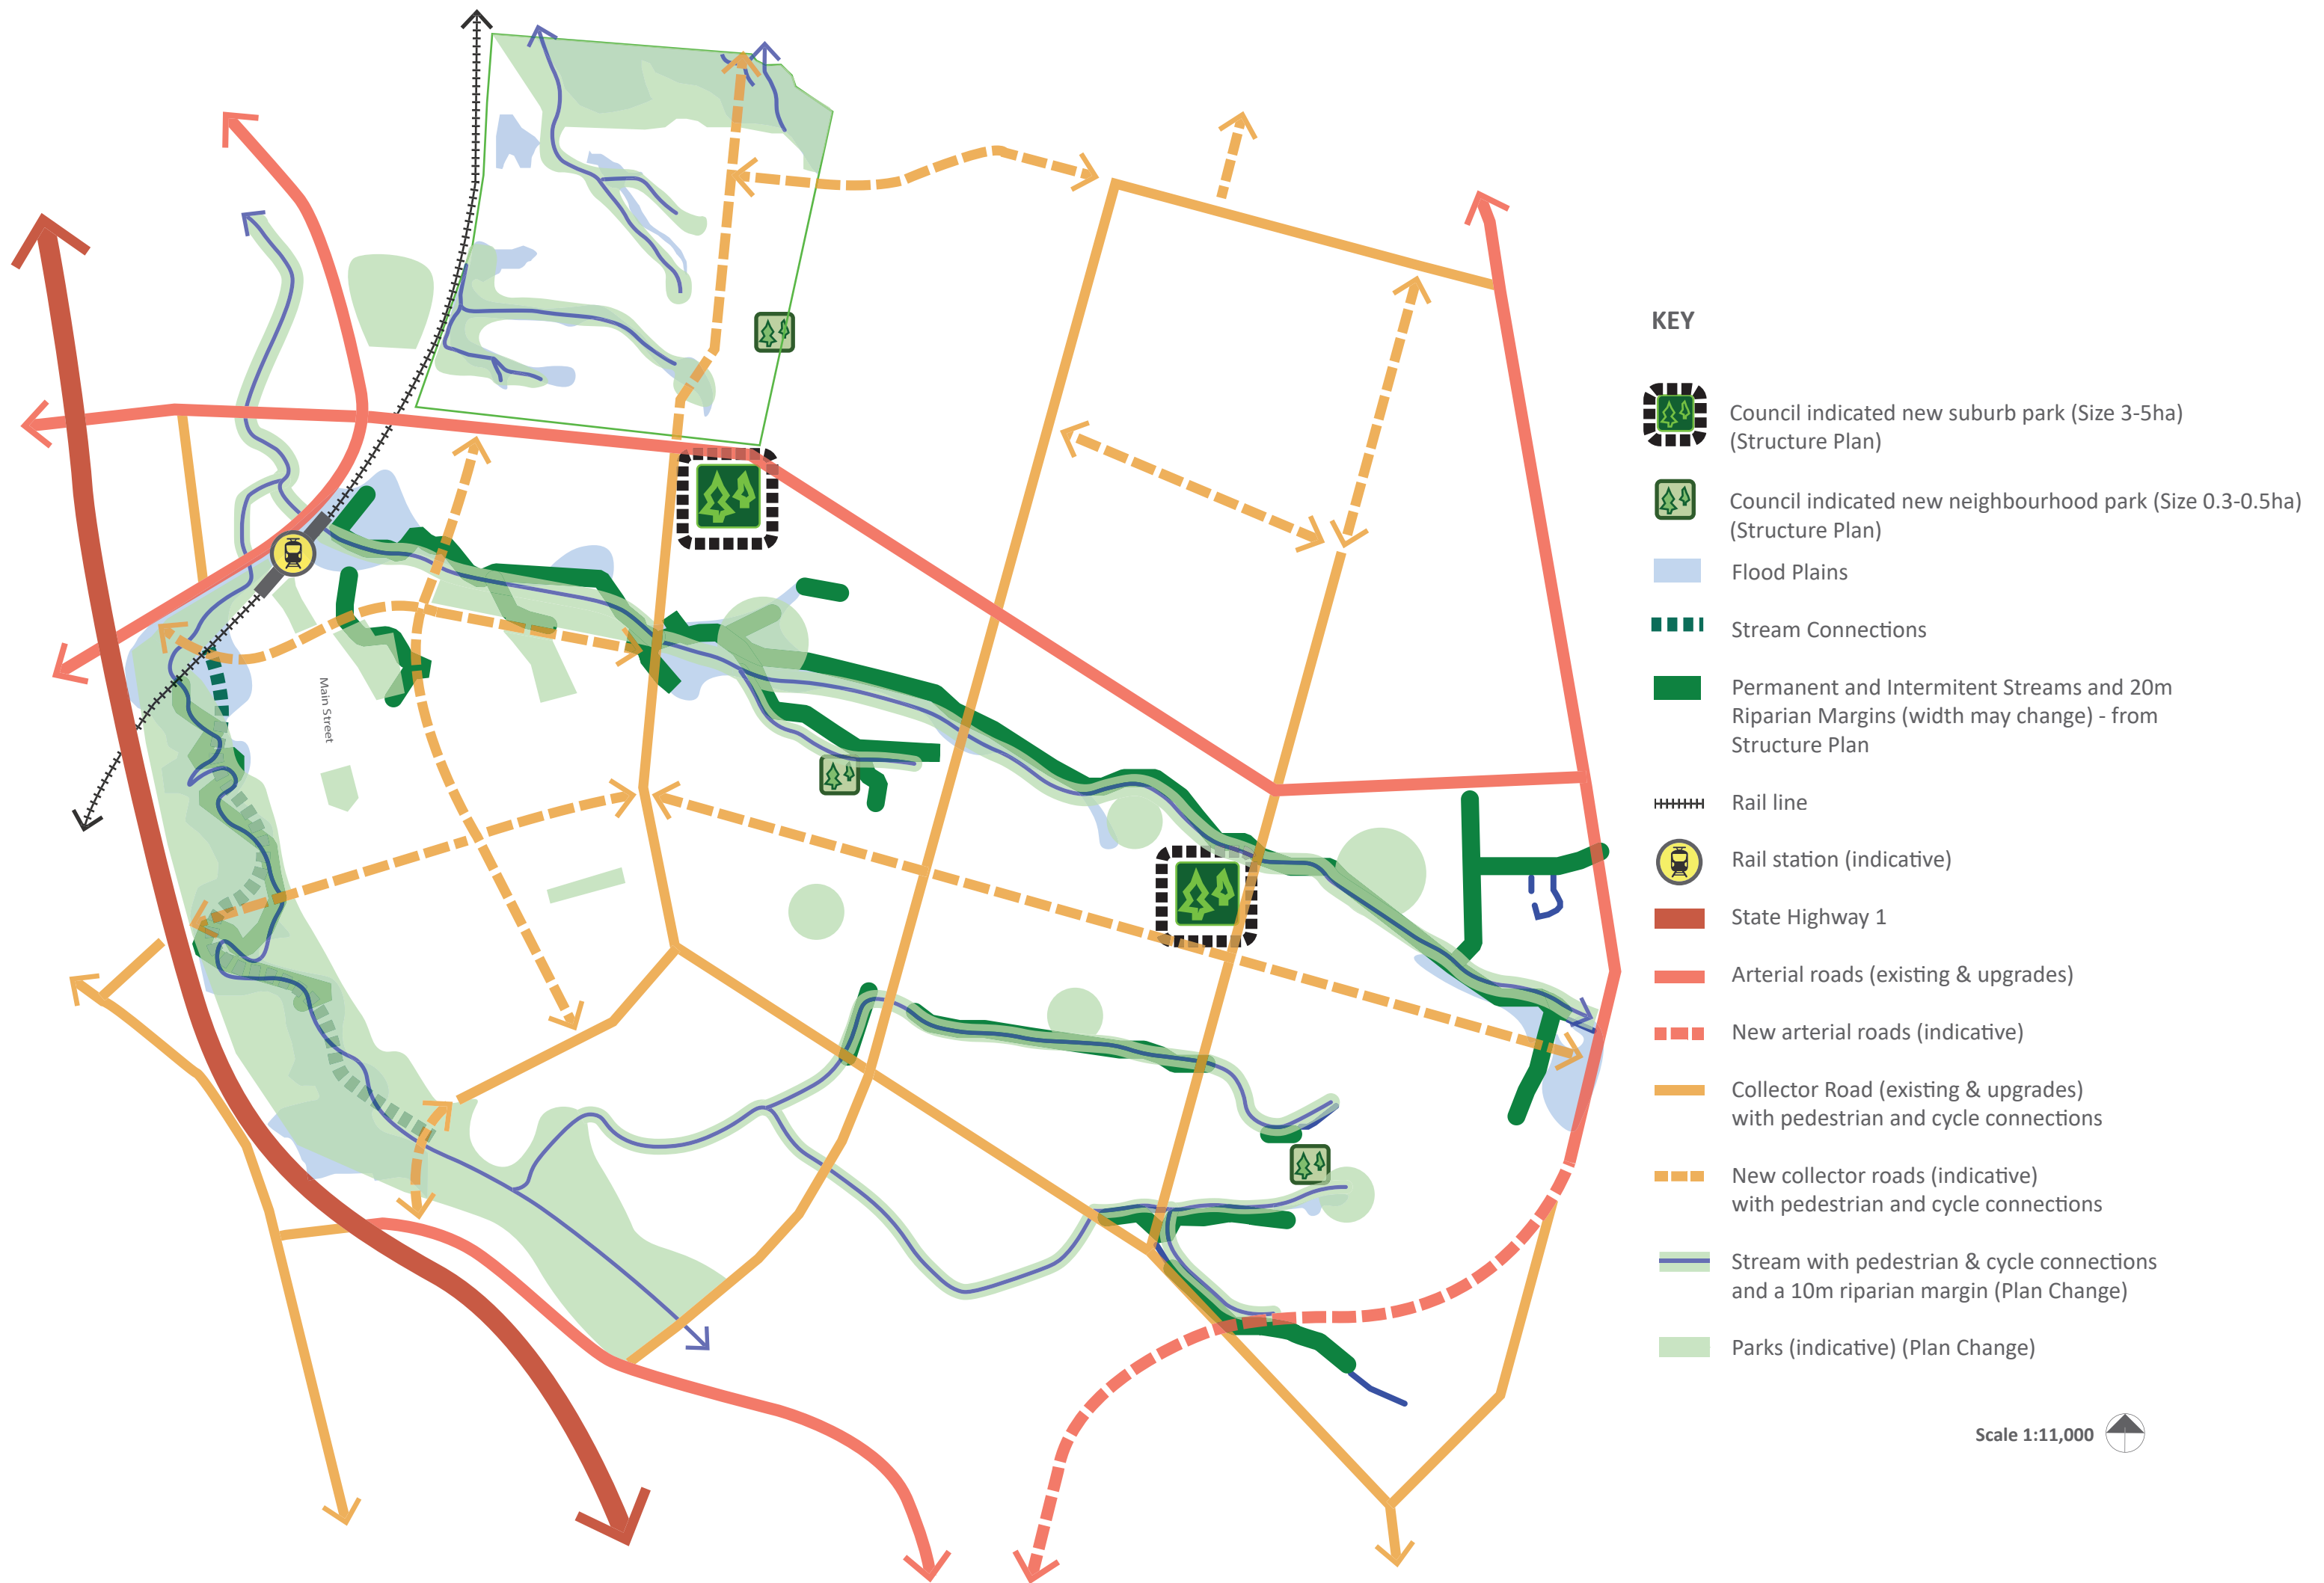 Main Street
KEY
Council indicated new suburb park (Size 3-5ha)
(Structure Plan)
Council indicated new neighbourhood park (Size 0.3-0.5ha)
(Structure Plan)
Flood Plains
Stream Connections
Permanent and Intermitent Streams and 20m
Riparian Margins (width may change) - from
Structure Plan
Rail line
Rail station (indicative)
State Highway 1
Arterial roads (existing & upgrades)
New arterial roads (indicative)
Collector Road (existing & upgrades)
with pedestrian and cycle connections
New collector roads (indicative)
with pedestrian and cycle connections
Stream with pedestrian & cycle connections
and a 10m riparian margin (Plan Change)
Parks (indicative) (Plan Change)
Scale 1:11,000